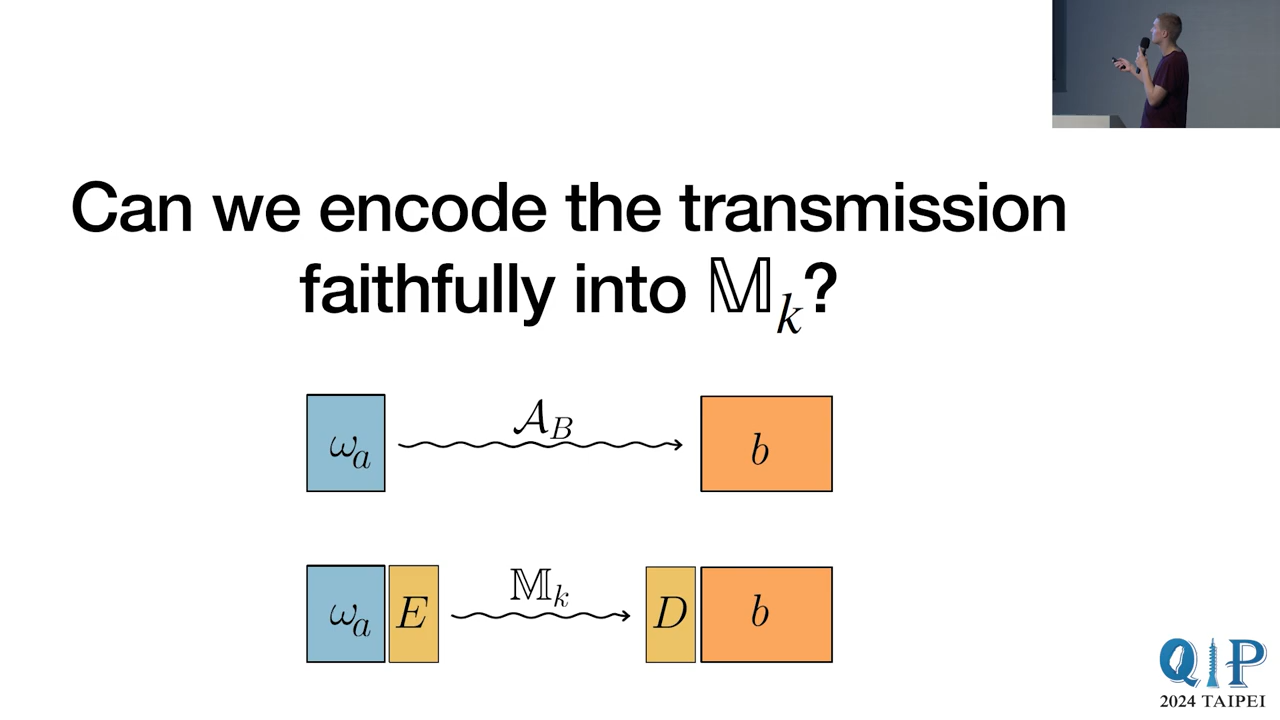 Can we encode the transmission
faithfully into 𝕄ₖ?
𝒜_B
ωₐ
b
𝕄ₖ
ωₐ E
D b
QIP
2024 TAIPEI